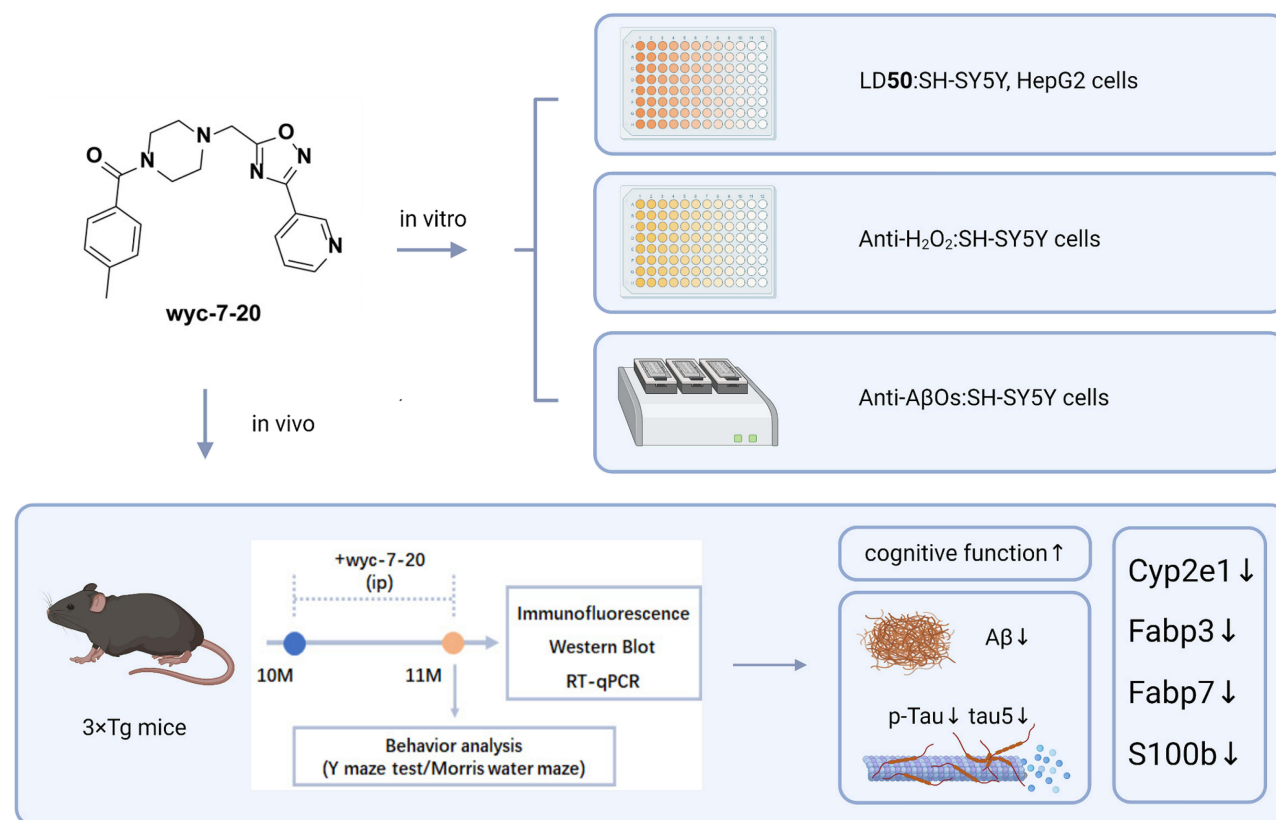 LD50:SH-SY5Y, HepG2 cells
O
N
N
O
N
N
N
wyc-7-20
in vitro
Anti-H₂O₂:SH-SY5Y cells
Anti-AβOs:SH-SY5Y cells
in vivo
+wyc-7-20
(ip)
10M
11M
Immunofluorescence
Western Blot
RT-qPCR
Behavior analysis
(Y maze test/Morris water maze)
3×Tg mice
cognitive function↑
Aβ↓
p-Tau↓ tau5↓
Cyp2e1↓
Fabp3↓
Fabp7↓
S100b↓